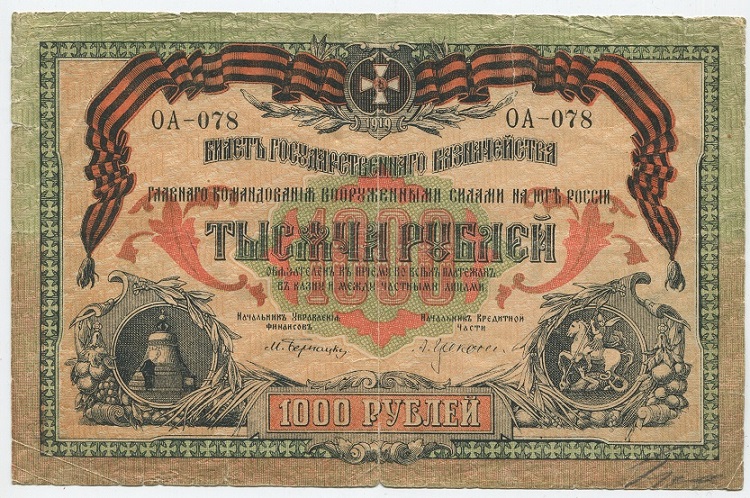 1919
ОА-078 ОА-078
БИЛЕТЪ ГОСУДАРСТВЕННАГО КАЗНАЧЕЙСТВА
ГЛАВНАГО КОМАНДОВАНІЯ ВООРУЖЕННЫМИ СИЛАМИ НА ЮГѢ РОССІИ
1000
ТЫСЯЧА РУБЛЕЙ
ОБЯЗАТЕЛЕНЪ КЪ ПРІЕМУ ВО ВСѢХЪ ПЛАТЕЖАХЪ
ВЪ КАЗНУ И МЕЖДУ ЧАСТНЫМИ ЛИЦАМИ.
Начальникъ Управленія Финансовъ
Начальникъ Кредитной Части
1000 РУБЛЕЙ